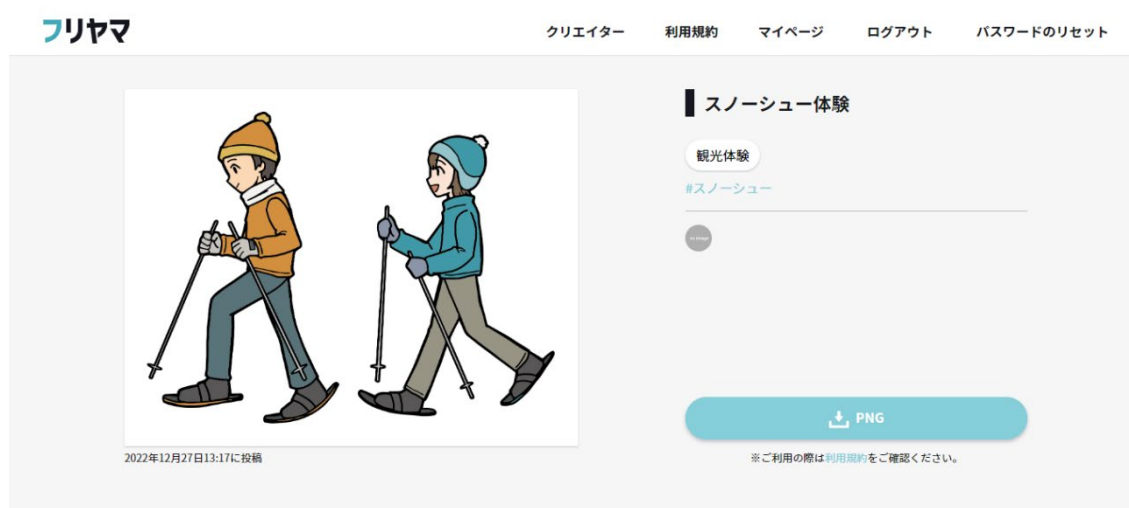 フリヤマ
クリエイター 利用規約 マイページ ログアウト パスワードのリセット
スノーシュー体験
観光体験
#スノーシュー
PNG
2022年12月27日13:17に投稿
※ご利用の際は利用規約をご確認ください。